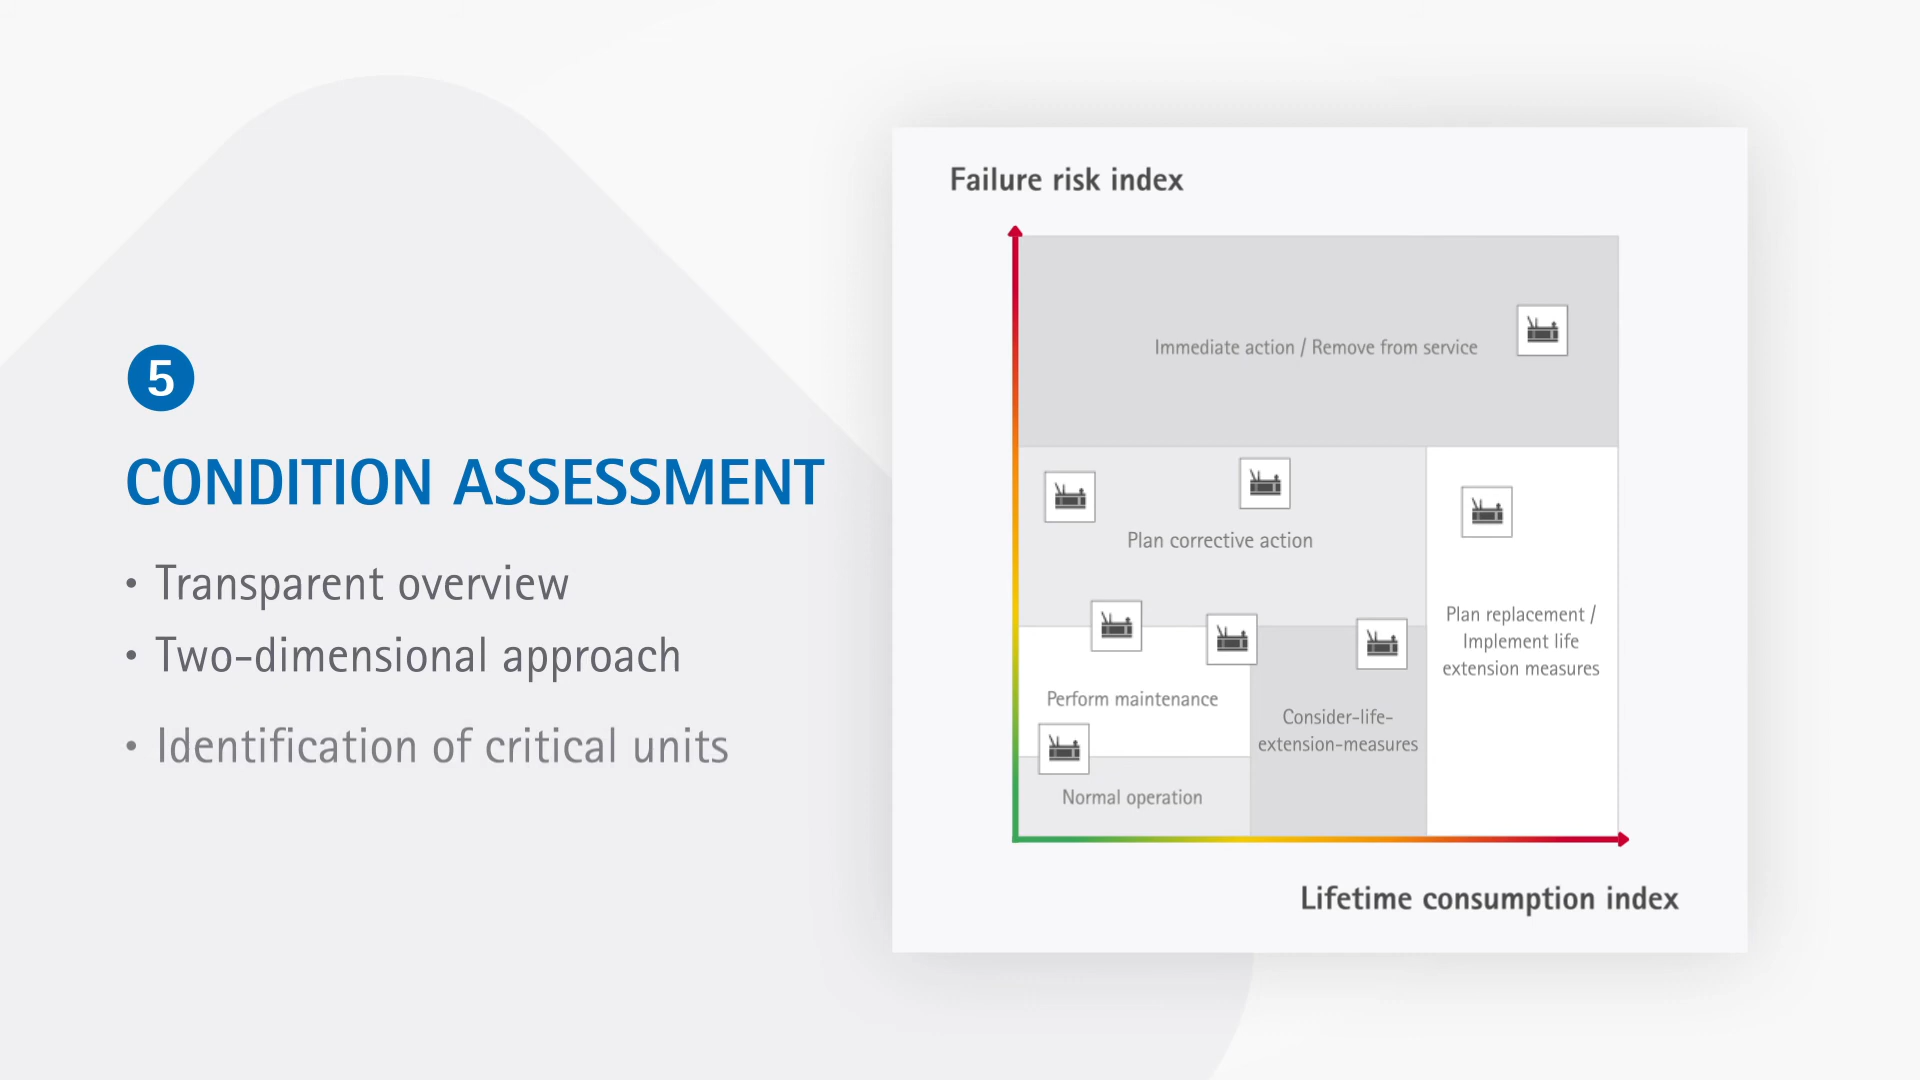 5
CONDITION ASSESSMENT
• Transparent overview
• Two-dimensional approach
• Identification of critical units
Failure risk index
Immediate action / Remove from service
Plan corrective action
Plan replacement /
Implement life
extension measures
Perform maintenance
Consider-life-
extension-measures
Normal operation
Lifetime consumption index